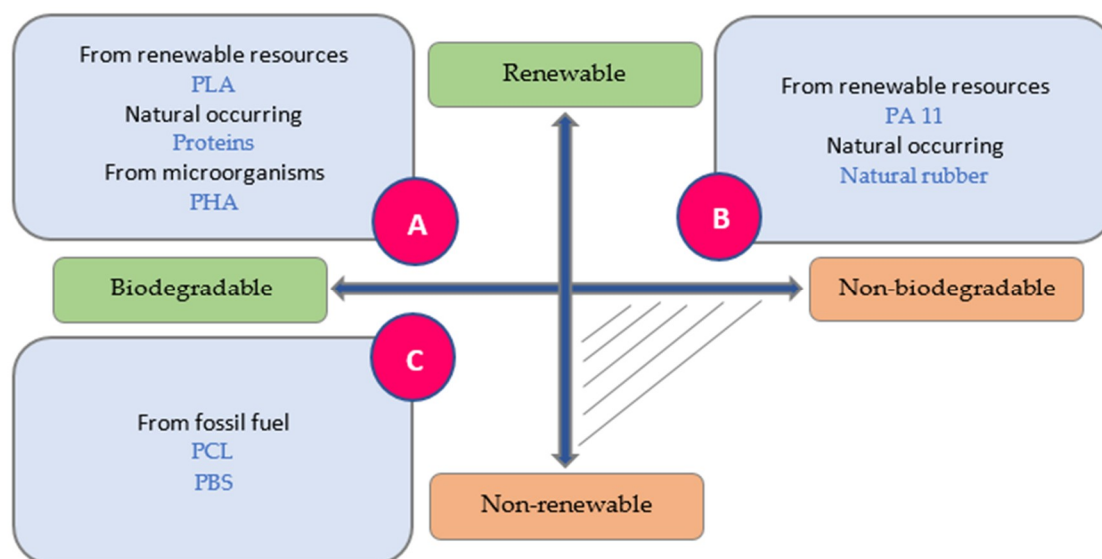 From renewable resources
PLA
Natural occurring
Proteins
From microorganisms
PHA
A
Renewable
From renewable resources
PA 11
Natural occurring
Natural rubber
B
Biodegradable
Non-biodegradable
C
From fossil fuel
PCL
PBS
Non-renewable